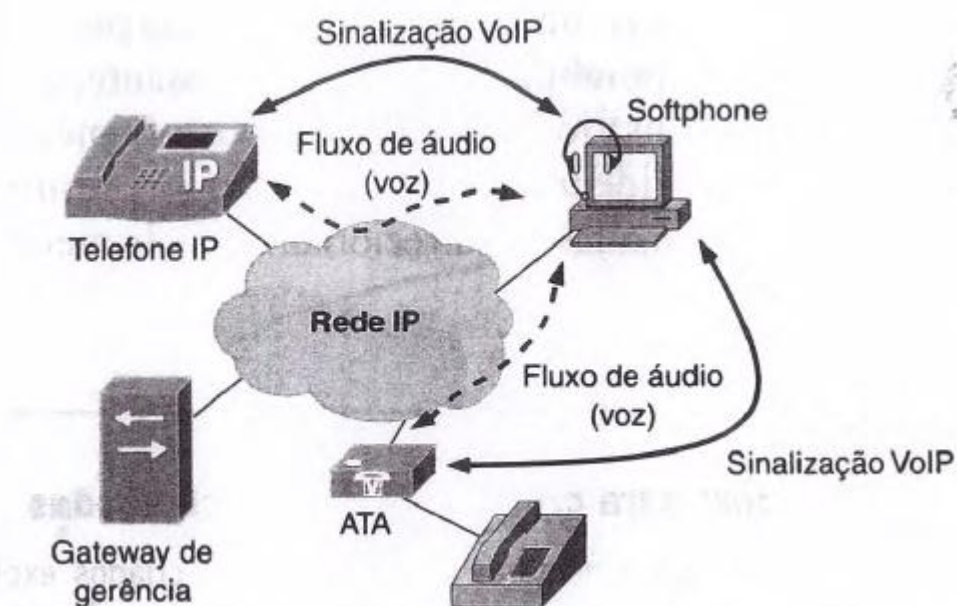 Sinalização VoIP
Softphone
Fluxo de áudio
(voz)
IP
Telefone IP
Rede IP
Fluxo de áudio
(voz)
Sinalização VoIP
ATA
Gateway de
gerência